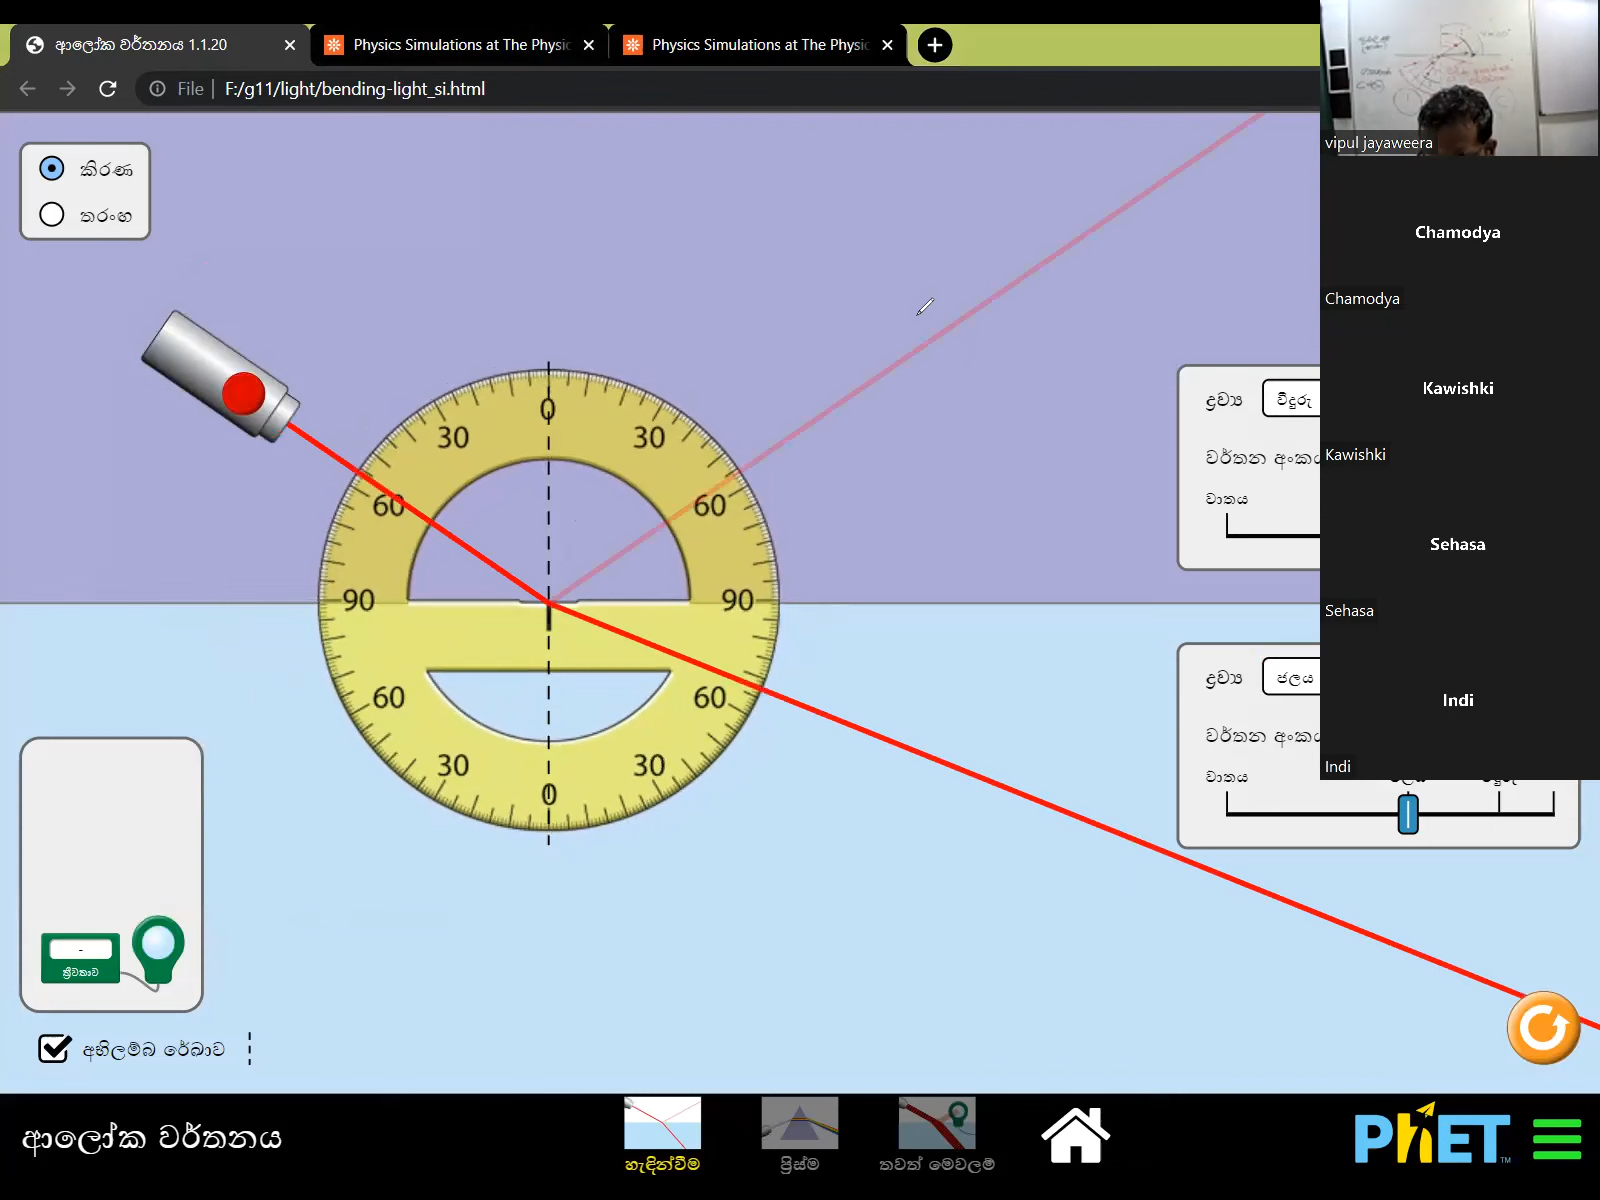 ආලෝක වර්තනය 1.1.20
Physics Simulations at The Physic
Physics Simulations at The Physic
File
F:/g11/light/bending-light_si.html
vipul jayaweera
Chamodya
Chamodya
Kawishki
Kawishki
Sehasa
Sehasa
Indi
Indi
කිරණ
තරංග
0
30
30
60
60
90
90
60
60
30
30
0
ද්‍රව්‍ය
වීදුරු
වර්තන අංකය
වාතය
ද්‍රව්‍ය
ජලය
වර්තන අංකය
වාතය
-
ත්‍රීව්‍රතාව
අභිලම්බ රේඛාව
ආලෝක වර්තනය
හැඳින්වීම
ප්‍රිස්ම
තවත් මෙවලම්
PhET
TM